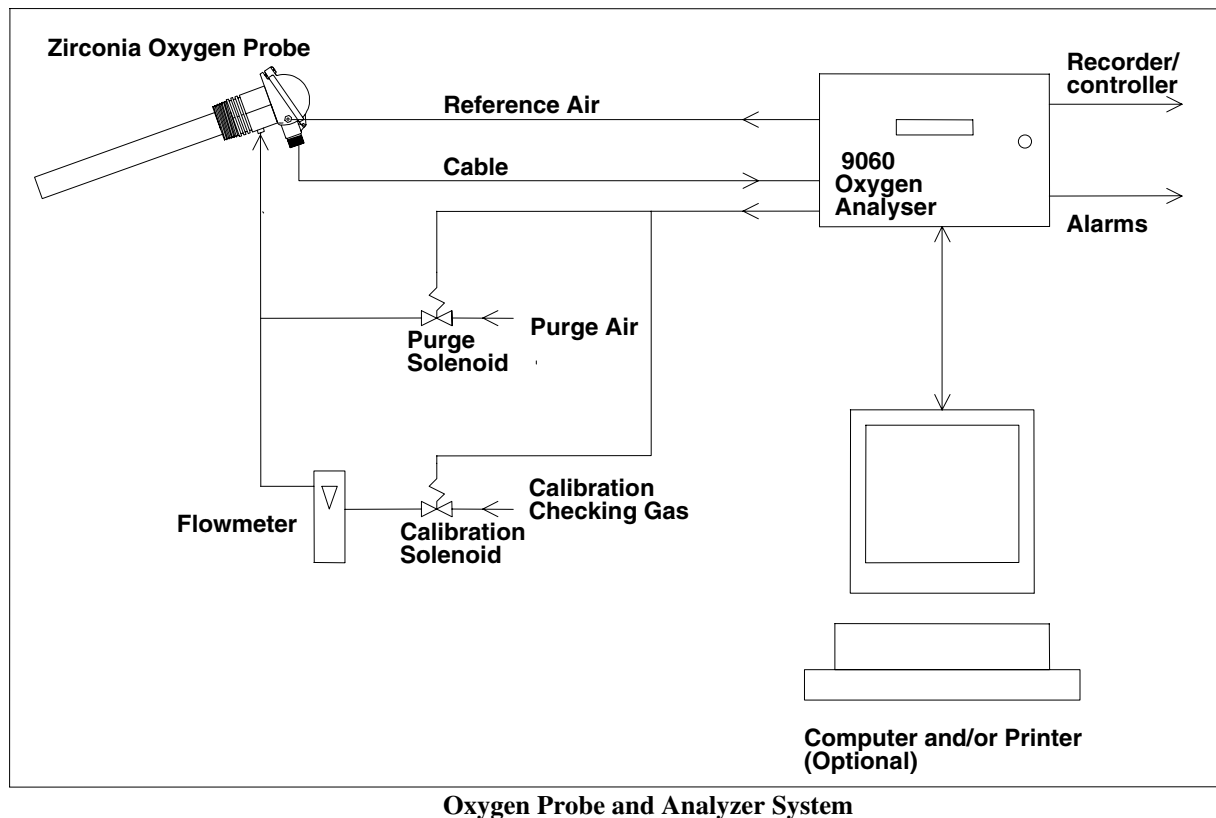 Zirconia Oxygen Probe
Recorder/
controller
Reference Air
Cable
9060
Oxygen
Analyser
Alarms
Purge Air
Purge
Solenoid
Calibration
Checking Gas
Flowmeter
Calibration
Solenoid
Computer and/or Printer
(Optional)
Oxygen Probe and Analyzer System